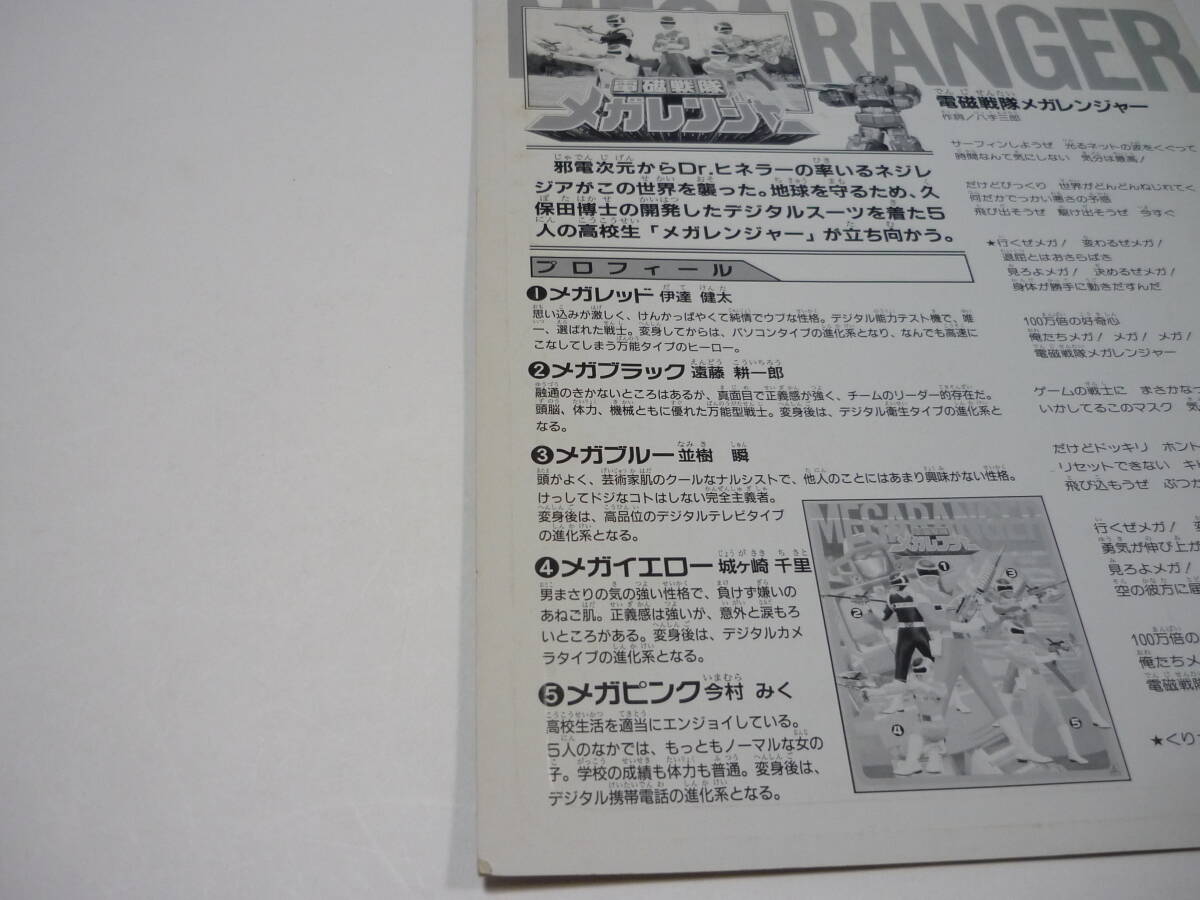 MEGARANGER
電磁戦隊
メガレンジャー
邪電次元からDr.ヒネラーの率いるネジレ
ジアがこの世界を襲った。地球を守るため、久
保田博士の開発したデジタルスーツを着た5
人の高校生「メガレンジャー」が立ち向かう。
プロフィール
❶メガレッド 伊達 健太
思い込みが激しく、けんかっぱやくて純情でウブな性格。デジタル能力テスト機で、唯
一、選ばれた戦士。変身してからは、パソコンタイプの進化系となり、なんでも高速に
こなしてしまう万能タイプのヒーロー。
❷メガブラック 遠藤 耕一郎
融通のきかないところはあるが、真面目で正義感が強く、チームのリーダー的存在だ。
頭脳、体力、機械ともに優れた万能型戦士。変身後は、デジタル衛生タイプの進化系と
なる。
❸メガブルー 並樹 瞬
頭がよく、芸術家肌のクールなナルシストで、他人のことにはあまり興味がない性格。
けっしてドジなコトはしない完全主義者。
変身後は、高品位のデジタルテレビタイプ
の進化系となる。
❹メガイエロー 城ヶ崎 千里
男まさりの気の強い性格で、負けず嫌いの
あねご肌。正義感は強いが、意外と涙もろ
いところがある。変身後は、デジタルカメ
ラタイプの進化系となる。
❺メガピンク 今村 みく
高校生活を適当にエンジョイしている。
5人のなかでは、もっともノーマルな女の
子。学校の成績も体力も普通。変身後は、
デジタル携帯電話の進化系となる。
MEGARANGER
メガレンジャー
❶
❷
❸
❹
❺
電磁戦隊メガレンジャー
作詞/八手三郎
サーフィンしようぜ 光るネットの波をくぐって
時間なんて気にしない 気分は最高!
だけどびっくり 世界がどんどんねじれてく
何だかでっかい悪さの予感
飛び出そうぜ 駆け出そうぜ 今すぐ
★行くぜメガ! 変わるぜメガ!
退屈とはおさらばさ
見ろよメガ! 決めるぜメガ!
身体が勝手に動きだすんだ
100万倍の好奇心
俺たちメガ! メガ! メガ!
電磁戦隊メガレンジャー
ゲームの戦士に まさかなっ
いかしてるこのマスク 気
だけどドッキリ ホント
リセットできない キ
飛び込もうぜ ぶつか
行くぜメガ! 変
勇気が伸び上が
見ろよメガ!
空の彼方に届
100万倍の
俺たちメ
電磁戦隊
★くり